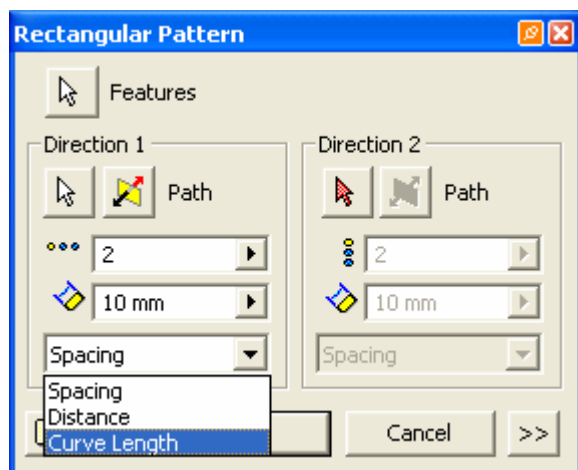 Rectangular Pattern
Features
Direction 1
Path
2
10 mm
Spacing
Spacing
Distance
Curve Length
Direction 2
Path
2
10 mm
Spacing
Cancel
>>